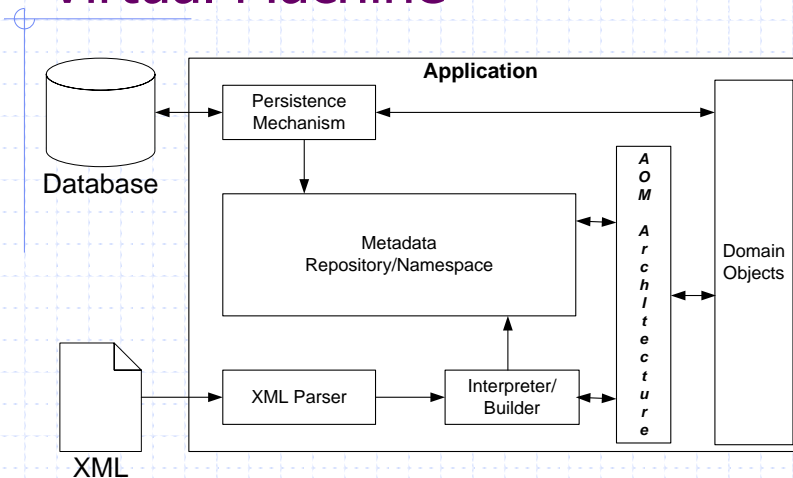 Virtual Machine
Application
Persistence
Mechanism
Database
Metadata
Repository/Namespace
A
O
M
A
r
c
h
I
t
e
c
t
u
r
e
Domain
Objects
XML Parser
Interpreter/
Builder
XML